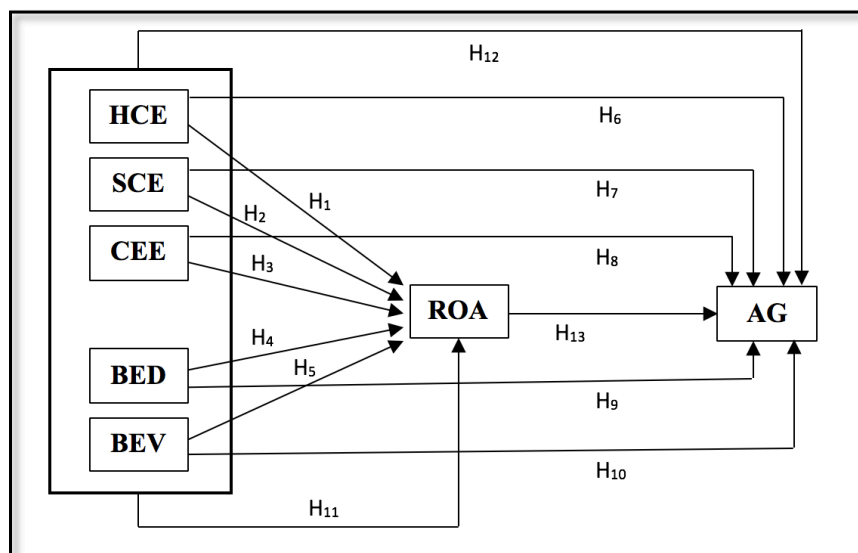 H₁₂
HCE
H₆
SCE
H₇
H₁
H₂
CEE
H₈
H₃
ROA
AG
H₁₃
H₄
BED
H₅
H₉
BEV
H₁₀
H₁₁